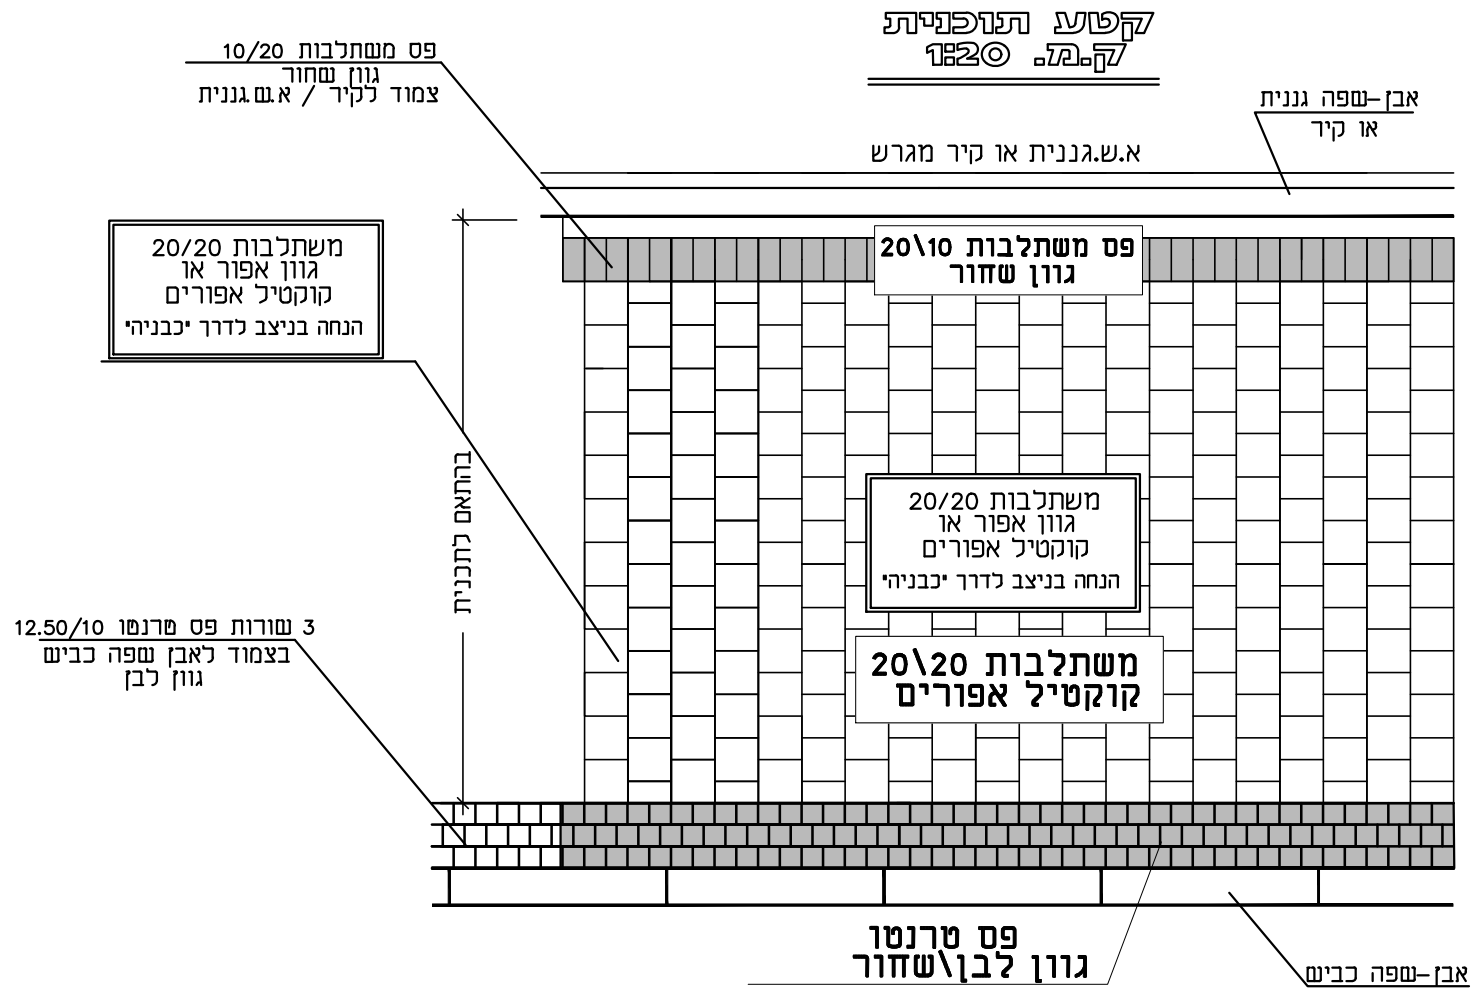 קטע תוכנית
ק.מ. 1:20
פס משתלבות 10/20
גוון שחור
צמוד לקיר / א.ש.גננית
אבן-שפה גננית
או קיר
א.ש.גננית או קיר מגרש
משתלבות 20/20
גוון אפור או
קוקטיל אפורים
הנחה בניצב לדרך "כבניה"
פס משתלבות 10\20
גוון שחור
בהתאם לתכנית
משתלבות 20/20
גוון אפור או
קוקטיל אפורים
הנחה בניצב לדרך "כבניה"
משתלבות 20\20
קוקטיל אפורים
3 שורות פס טרנטו 12.50/10
בצמוד לאבן שפה כביש
גוון לבן
פס טרנטו
גוון לבן\שחור
אבן-שפה כביש